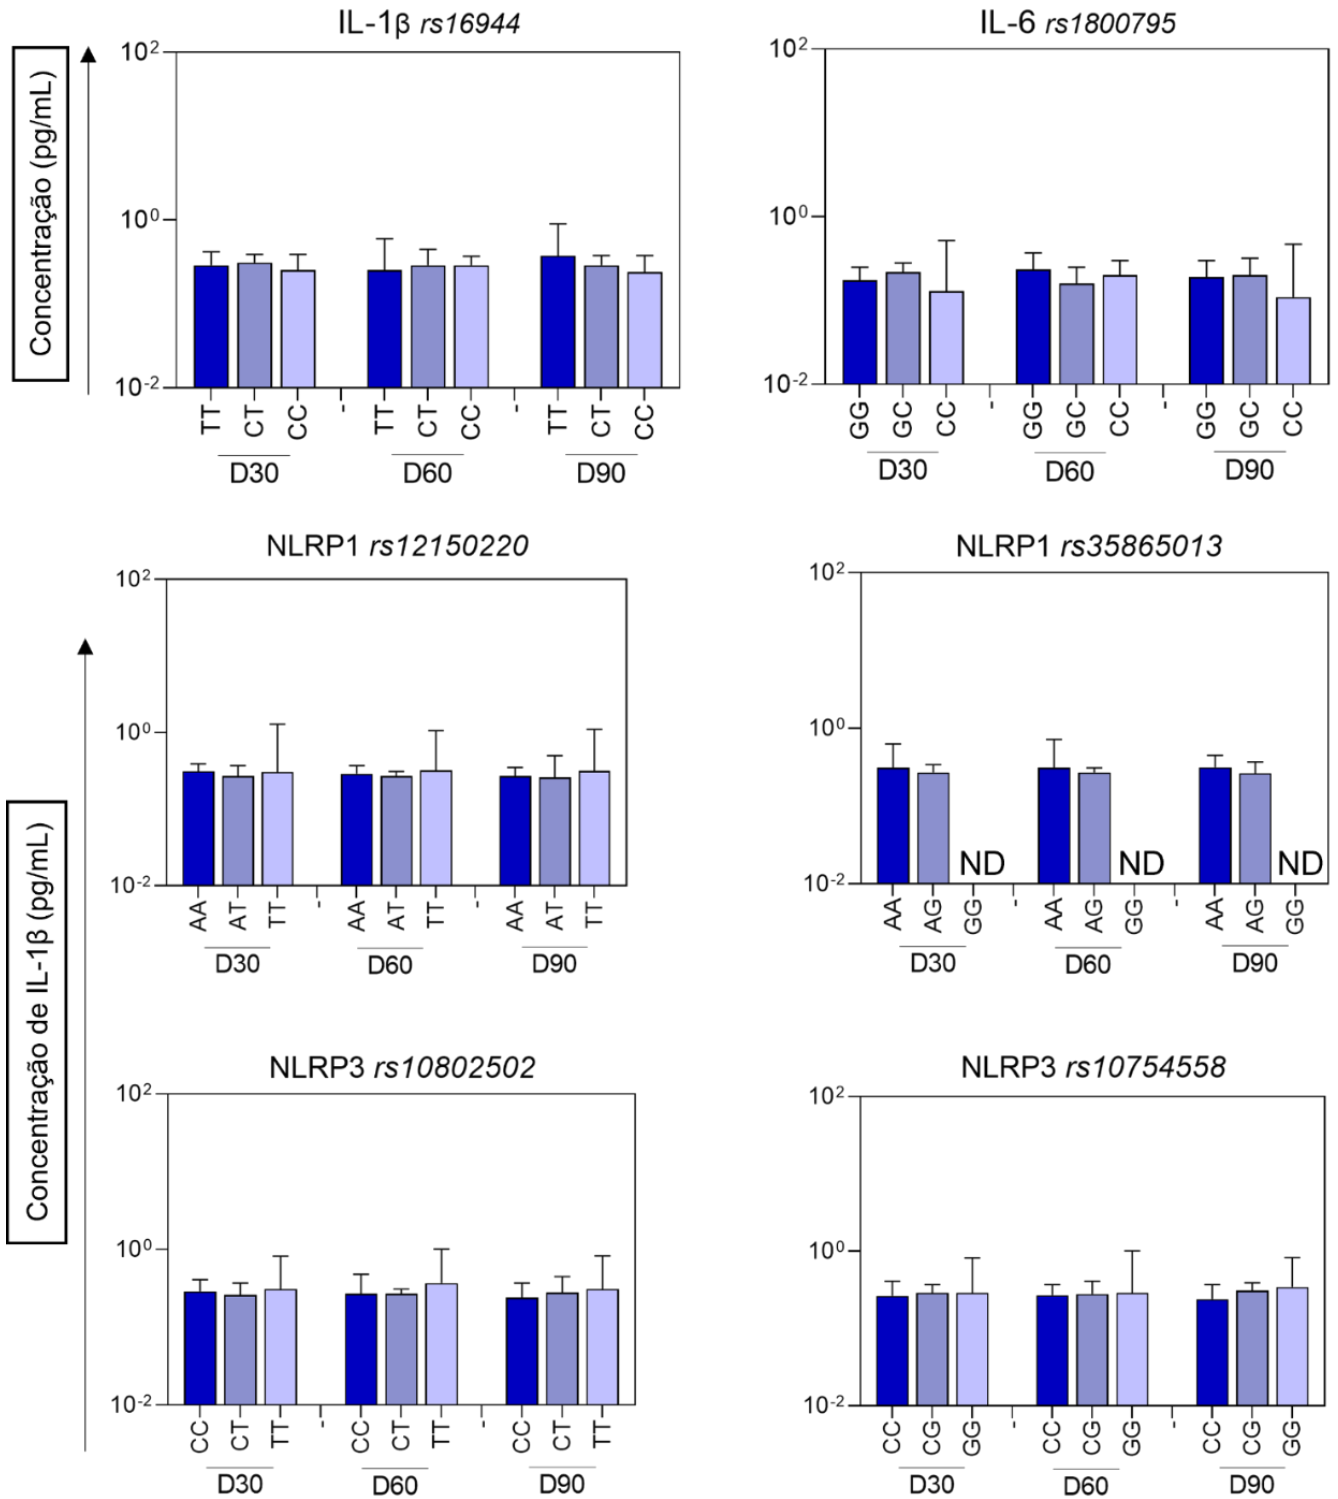 IL-1β rs16944
Concentração (pg/mL)
10²
10⁰
10⁻²
TT CT CC - TT CT CC - TT CT CC
D30 D60 D90
IL-6 rs1800795
10²
10⁰
10⁻²
GG GC CC - GG GC CC - GG GC CC
D30 D60 D90
Concentração de IL-1β (pg/mL)
NLRP1 rs12150220
10²
10⁰
10⁻²
AA AT TT - AA AT TT - AA AT TT
D30 D60 D90
NLRP1 rs35865013
10²
10⁰
10⁻²
ND ND ND
AA AG GG - AA AG GG - AA AG GG
D30 D60 D90
NLRP3 rs10802502
10²
10⁰
10⁻²
CC CT TT - CC CT TT - CC CT TT
D30 D60 D90
NLRP3 rs10754558
10²
10⁰
10⁻²
CC CG GG - CC CG GG - CC CG GG
D30 D60 D90